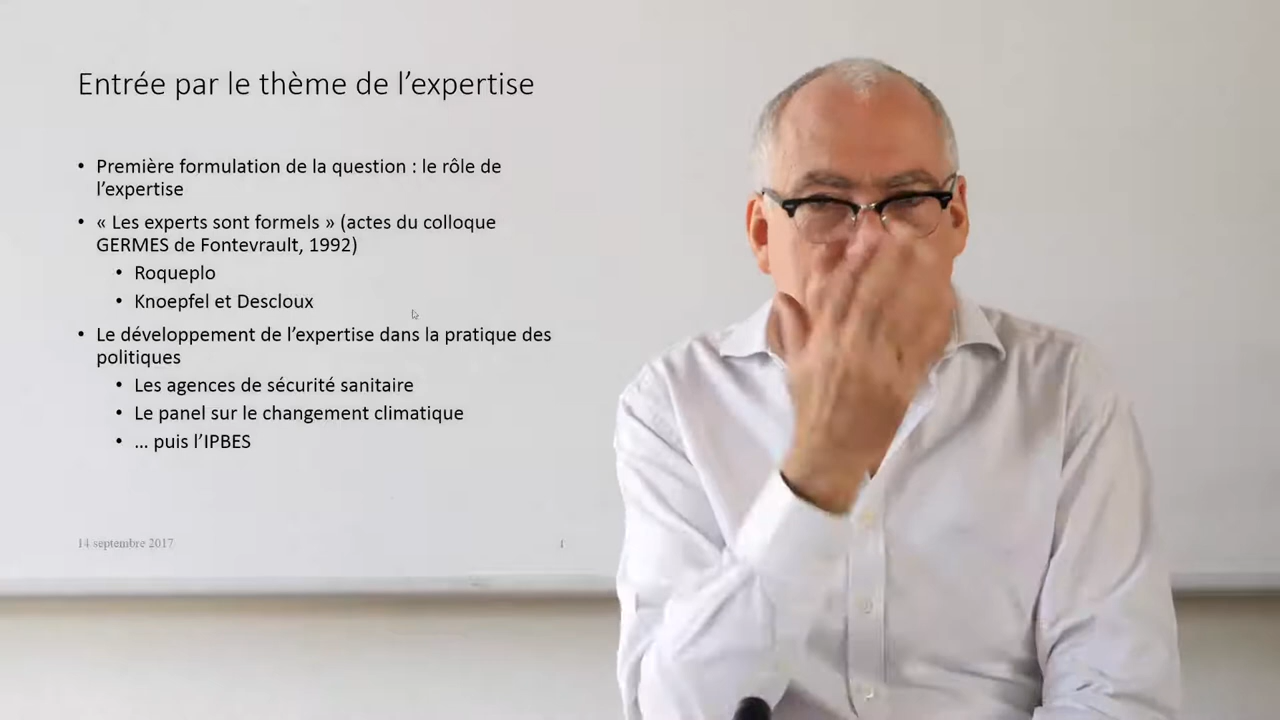 Entrée par le thème de l’expertise
• Première formulation de la question : le rôle de
l’expertise
• « Les experts sont formels » (actes du colloque
GERMES de Fontevrault, 1992)
• Roqueplo
• Knoepfel et Descloux
• Le développement de l’expertise dans la pratique des
politiques
• Les agences de sécurité sanitaire
• Le panel sur le changement climatique
• … puis l’IPBES
14 septembre 2017